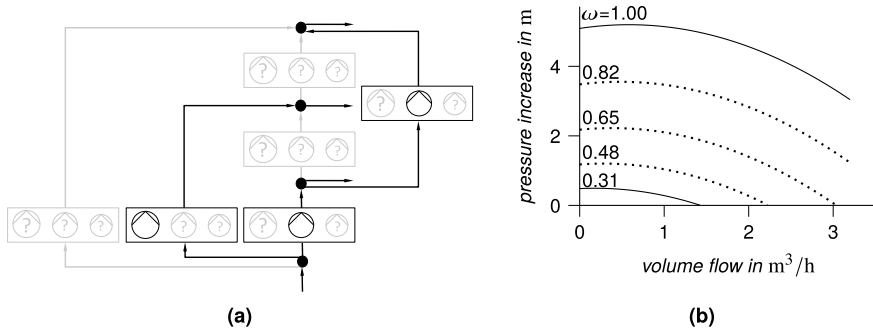 ? ? ?
? ? ?
? ? ?
? ? ?
? ? ?
? ? ?
(a)
pressure increase in m
4
2
0
ω=1.00
0.82
0.65
0.48
0.31
0 1 2 3
volume flow in m³/h
(b)